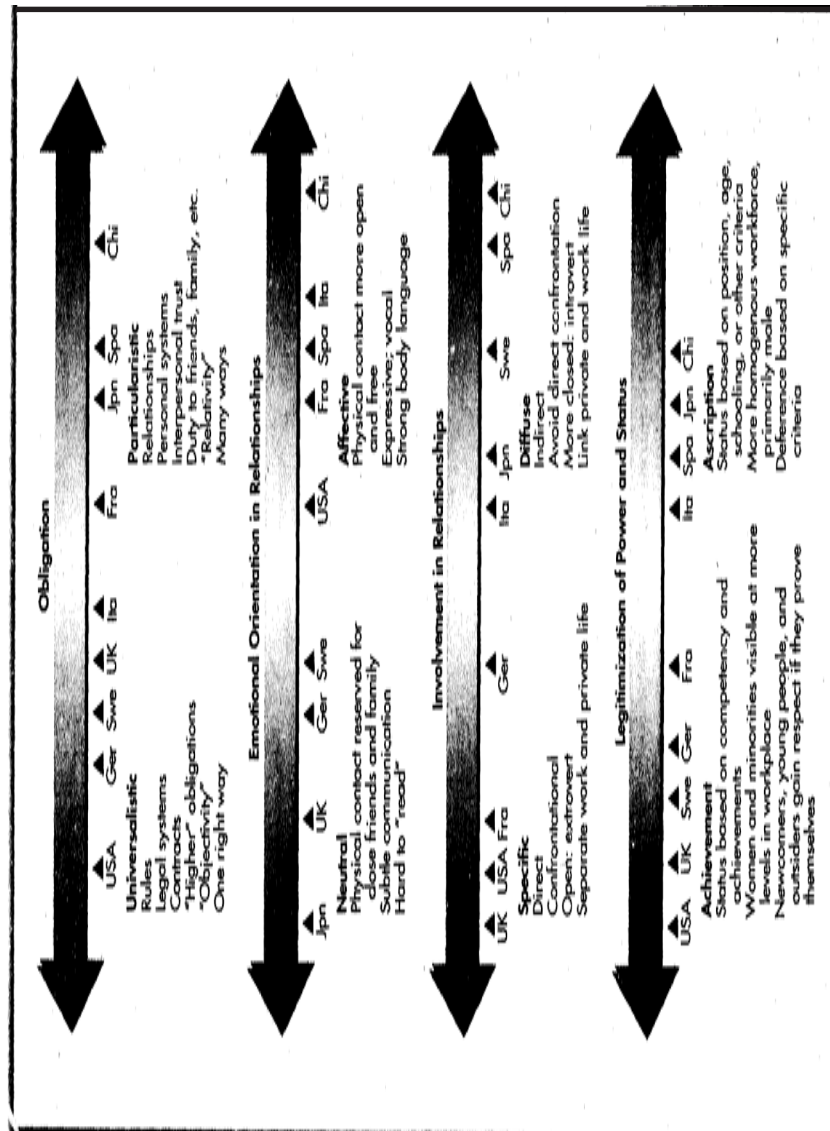 Obligation
USA Ger Swe UK Ita Fra Jpn Spa Chi
Universalistic
Rules
Legal systems
Contracts
"Higher" obligations
"Objectivity"
One right way
Particularistic
Relationships
Personal systems
Interpersonal trust
Duty to friends, family, etc.
"Relativity"
Many ways
Emotional Orientation in Relationships
Jpn UK Ger Swe USA Fra Spa Ita Chi
Neutral
Physical contact reserved for
close friends and family
Subtle communication
Hard to "read"
Affective
Physical contact more open
and free
Expressive; vocal
Strong body language
Involvement in Relationships
UK USA Fra Ger Ita Jpn Swe Spa Chi
Specific
Direct
Confrontational
Open: extrovert
Separate work and private life
Diffuse
Indirect
Avoid direct confrontation
More closed: introvert
Link private and work life
Legitimization of Power and Status
USA UK Swe Ger Fra Ita Spa Jpn Chi
Achievement
Status based on competency and
achievements
Women and minorities visible at more
levels in workplace
Newcomers, young people, and
outsiders gain respect if they prove
themselves
Ascription
Status based on position, age,
schooling, or other criteria
More homogenous workforce,
primarily male
Deference based on specific
criteria